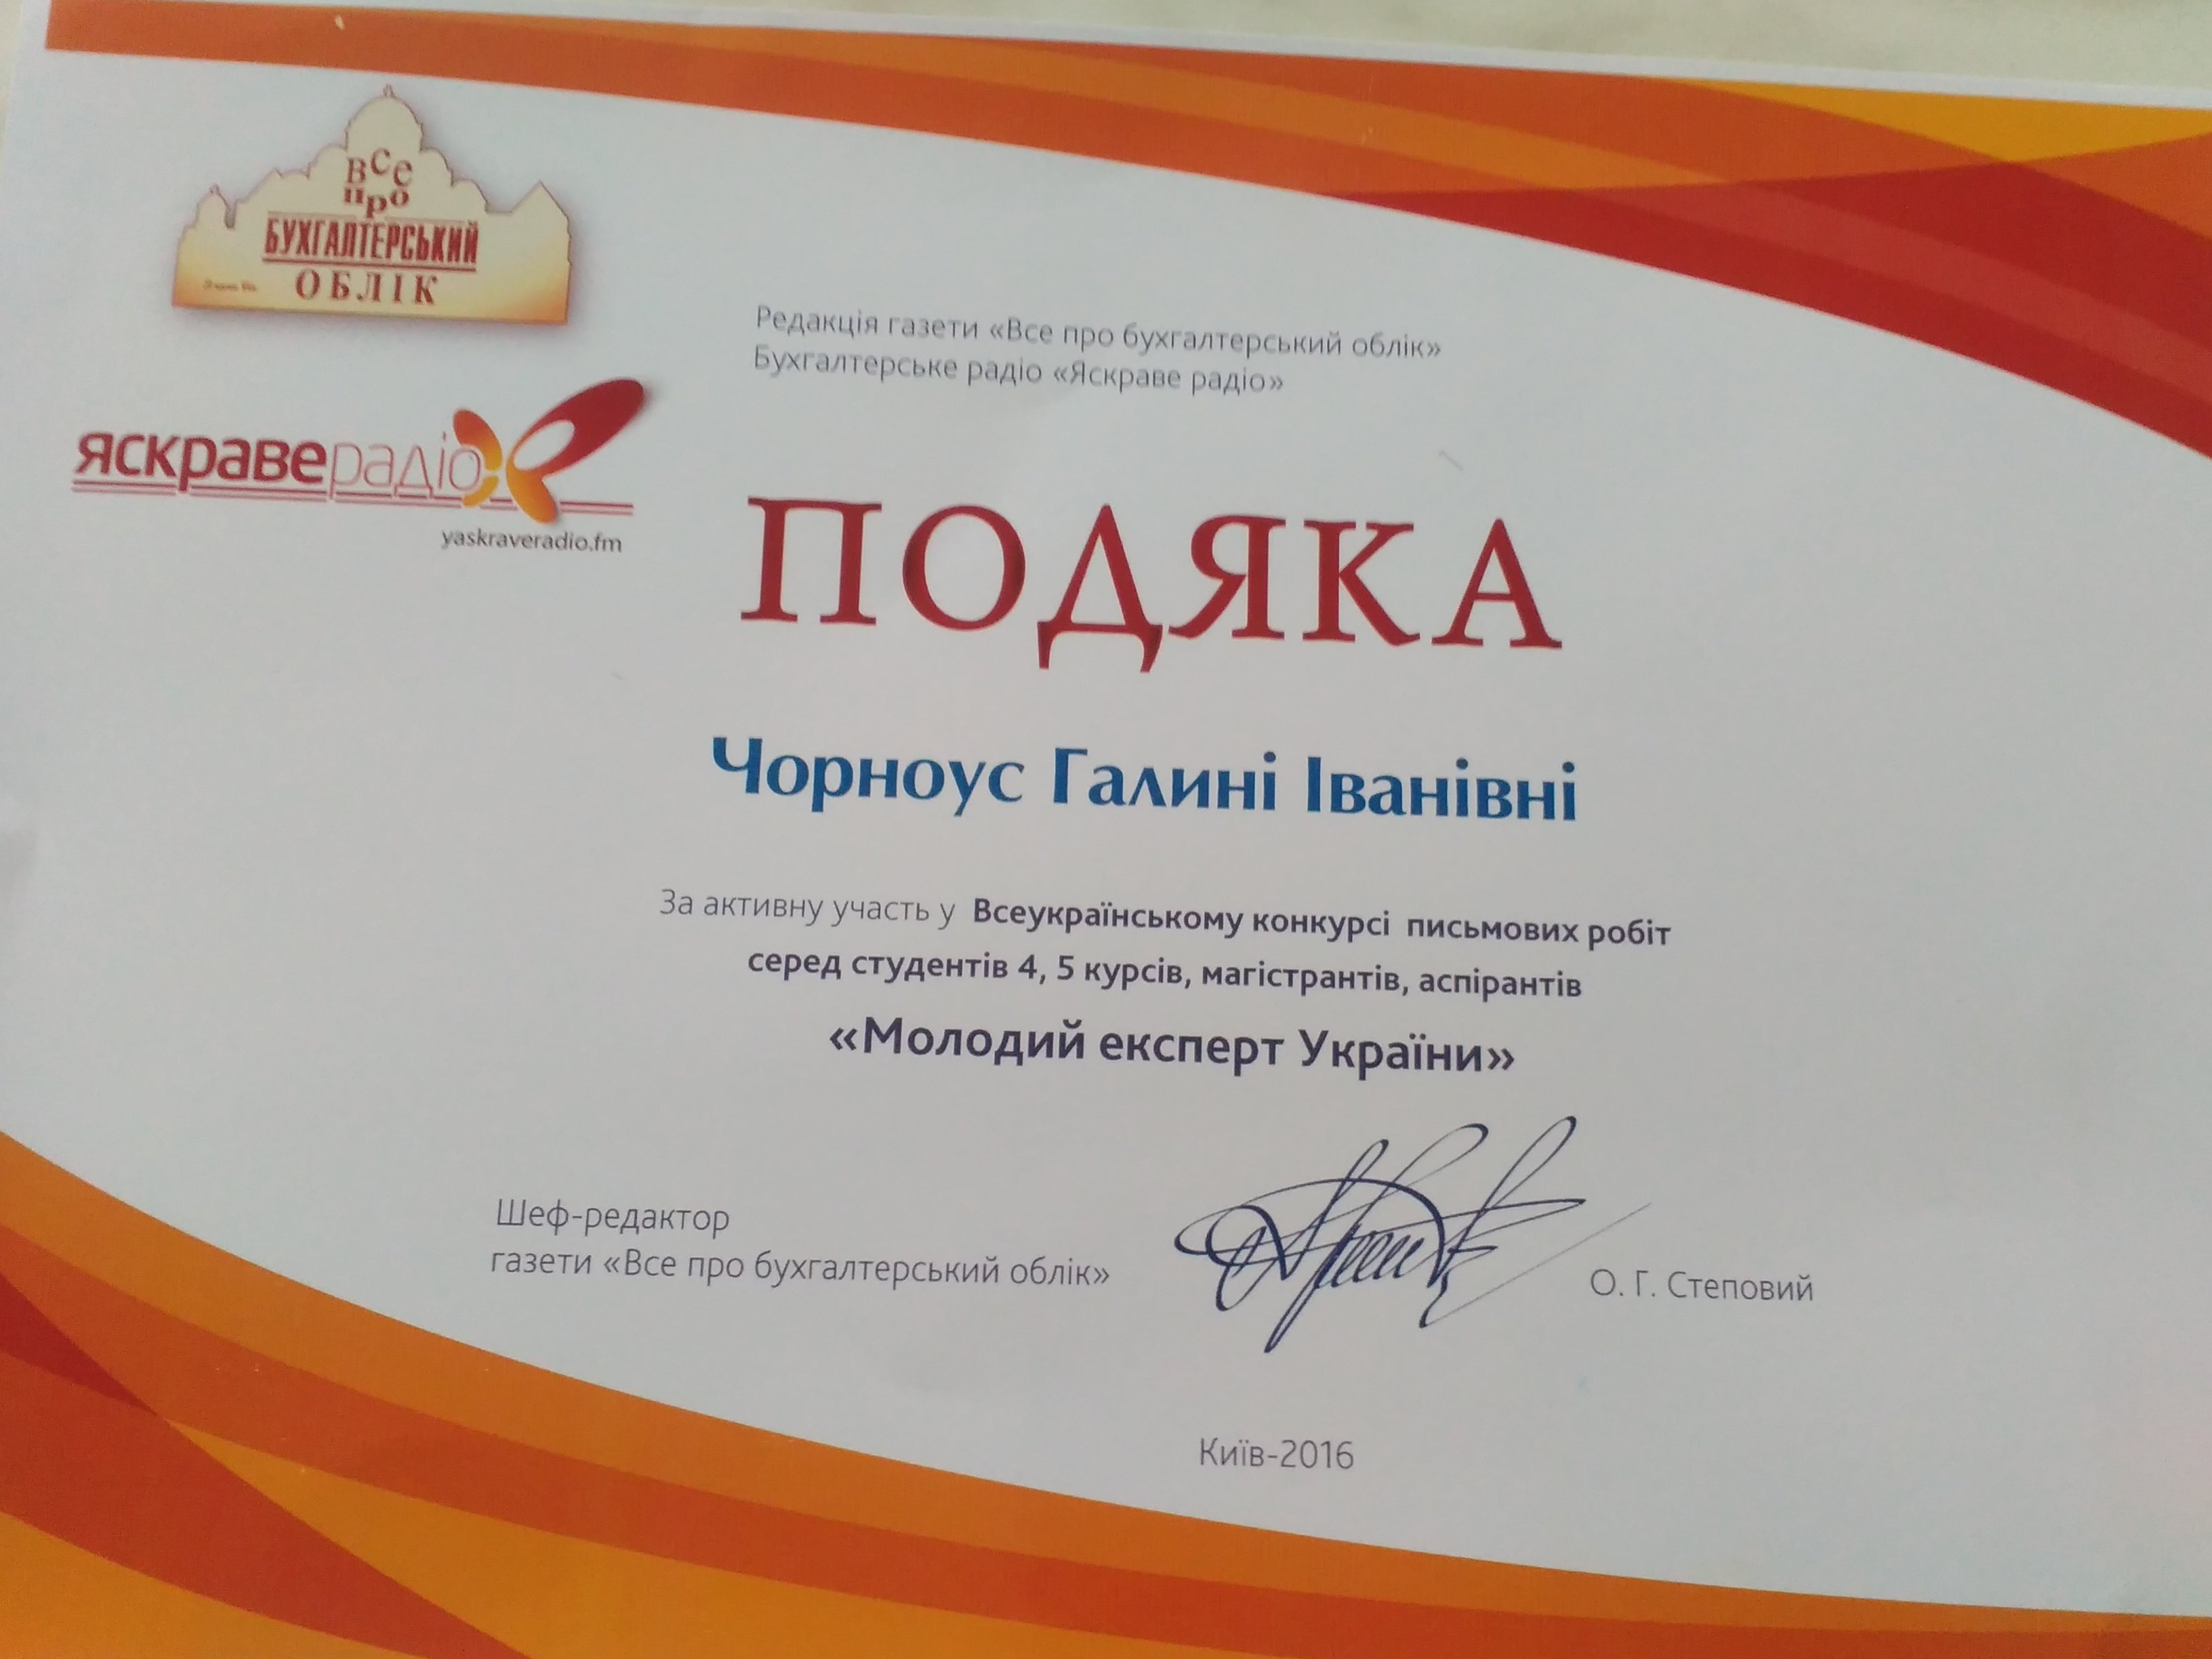 Все
про
БУХГАЛТЕРСЬКИЙ
ОБЛІК
Редакція газети «Все про бухгалтерський облік»
Бухгалтерське радіо «Яскраве радіо»
яскраверадіо
yaskraveradio.fm
ПОДЯКА
Чорноус Галині Іванівні
За активну участь у Всеукраїнському конкурсі письмових робіт
серед студентів 4, 5 курсів, магістрантів, аспірантів
«Молодий експерт України»
Шеф-редактор
газети «Все про бухгалтерський облік»
О. Г. Степовий
Київ-2016